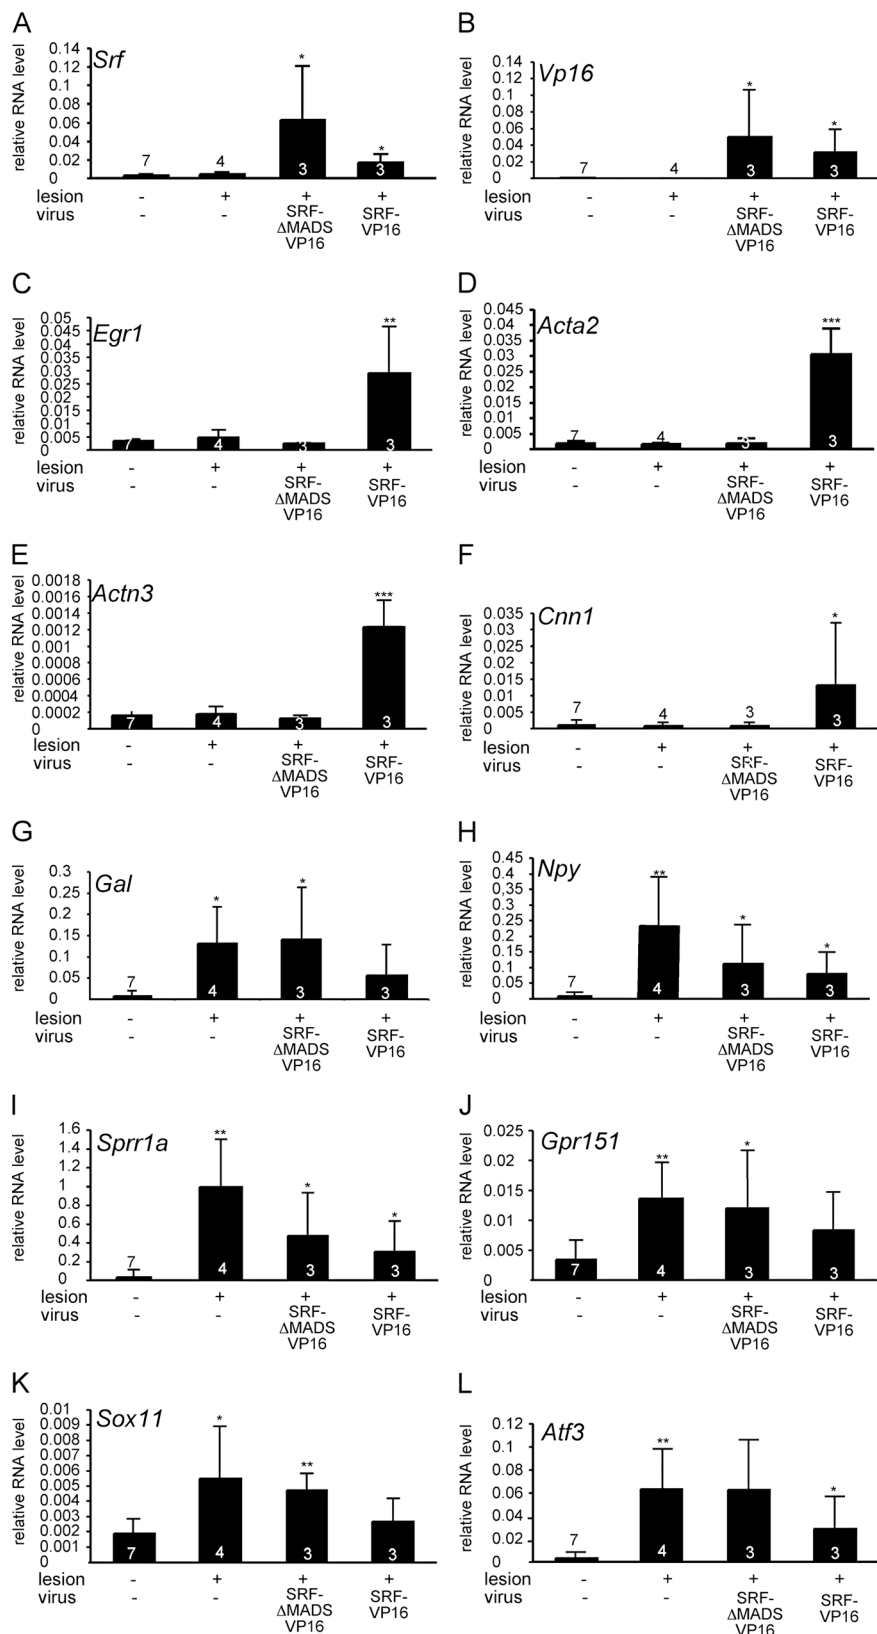 A
relative RNA level
Srf
0.14
0.12
0.1
0.08
0.06
0.04
0.02
0
7
4
*
3
*
3
lesion - + + +
virus - - SRF-ΔMADS VP16 SRF-VP16
B
relative RNA level
Vp16
0.14
0.12
0.1
0.08
0.06
0.04
0.02
0
7
4
*
3
*
3
lesion - + + +
virus - - SRF-ΔMADS VP16 SRF-VP16
C
relative RNA level
Egr1
0.05
0.045
0.04
0.035
0.03
0.025
0.02
0.015
0.01
0.005
0
7
4
3
**
3
lesion - + + +
virus - - SRF-ΔMADS VP16 SRF-VP16
D
relative RNA level
Acta2
0.045
0.04
0.035
0.03
0.025
0.02
0.015
0.01
0.005
0
7
4
3
***
3
lesion - + + +
virus - - SRF-ΔMADS VP16 SRF-VP16
E
relative RNA level
Actn3
0.0018
0.0016
0.0014
0.0012
0.001
0.0008
0.0006
0.0004
0.0002
0
7
4
3
***
3
lesion - + + +
virus - - SRF-ΔMADS VP16 SRF-VP16
F
relative RNA level
Cnn1
0.035
0.03
0.025
0.02
0.015
0.01
0.005
0
7
4
3
*
3
lesion - + + +
virus - - SRF-ΔMADS VP16 SRF-VP16
G
relative RNA level
Gal
0.3
0.25
0.2
0.15
0.1
0.05
0
7
*
4
*
3
3
lesion - + + +
virus - - SRF-ΔMADS VP16 SRF-VP16
H
relative RNA level
Npy
0.45
0.4
0.35
0.3
0.25
0.2
0.15
0.1
0.05
0
7
**
4
*
3
*
3
lesion - + + +
virus - - SRF-ΔMADS VP16 SRF-VP16
I
relative RNA level
Sprr1a
1.6
1.4
1.2
1
0.8
0.6
0.4
0.2
0
7
**
4
*
3
*
3
lesion - + + +
virus - - SRF-ΔMADS VP16 SRF-VP16
J
relative RNA level
Gpr151
0.025
0.02
0.015
0.01
0.005
0
7
**
4
*
3
3
lesion - + + +
virus - - SRF-ΔMADS VP16 SRF-VP16
K
relative RNA level
Sox11
0.01
0.009
0.008
0.007
0.006
0.005
0.004
0.003
0.002
0.001
0
7
*
4
**
3
3
lesion - + + +
virus - - SRF-ΔMADS VP16 SRF-VP16
L
relative RNA level
Atf3
0.12
0.1
0.08
0.06
0.04
0.02
0
7
**
4
3
*
3
lesion - + + +
virus - - SRF-ΔMADS VP16 SRF-VP16